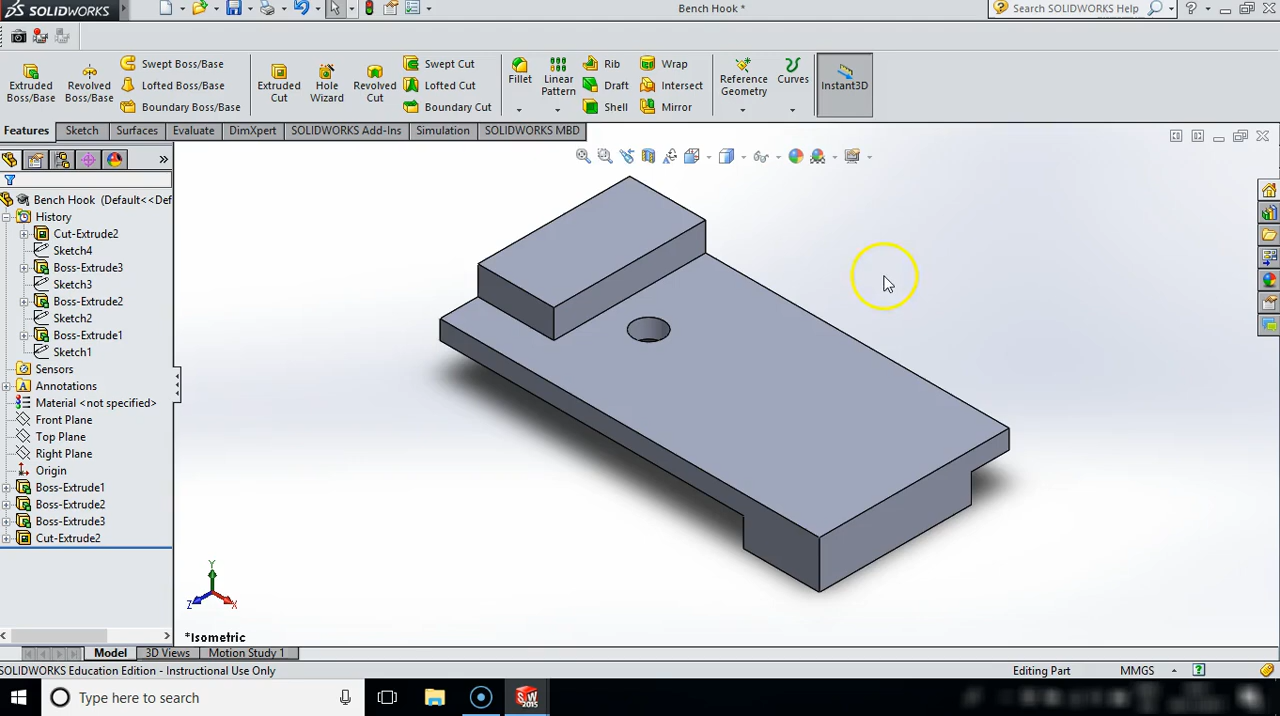 SOLIDWORKS
Bench Hook *
Search SOLIDWORKS Help
Extruded Boss/Base
Revolved Boss/Base
Swept Boss/Base
Lofted Boss/Base
Boundary Boss/Base
Extruded Cut
Hole Wizard
Revolved Cut
Swept Cut
Lofted Cut
Boundary Cut
Fillet
Linear Pattern
Rib
Draft
Shell
Wrap
Intersect
Mirror
Reference Geometry
Curves
Instant3D
Features
Sketch
Surfaces
Evaluate
DimXpert
SOLIDWORKS Add-Ins
Simulation
SOLIDWORKS MBD
Bench Hook (Default<<Def
History
Cut-Extrude2
Sketch4
Boss-Extrude3
Sketch3
Boss-Extrude2
Sketch2
Boss-Extrude1
Sketch1
Sensors
A Annotations
Material <not specified>
Front Plane
Top Plane
Right Plane
Origin
Boss-Extrude1
Boss-Extrude2
Boss-Extrude3
Cut-Extrude2
Y
Z
X
*Isometric
Model
3D Views
Motion Study 1
SOLIDWORKS Education Edition - Instructional Use Only
Editing Part
MMGS
Type here to search
SW
2015